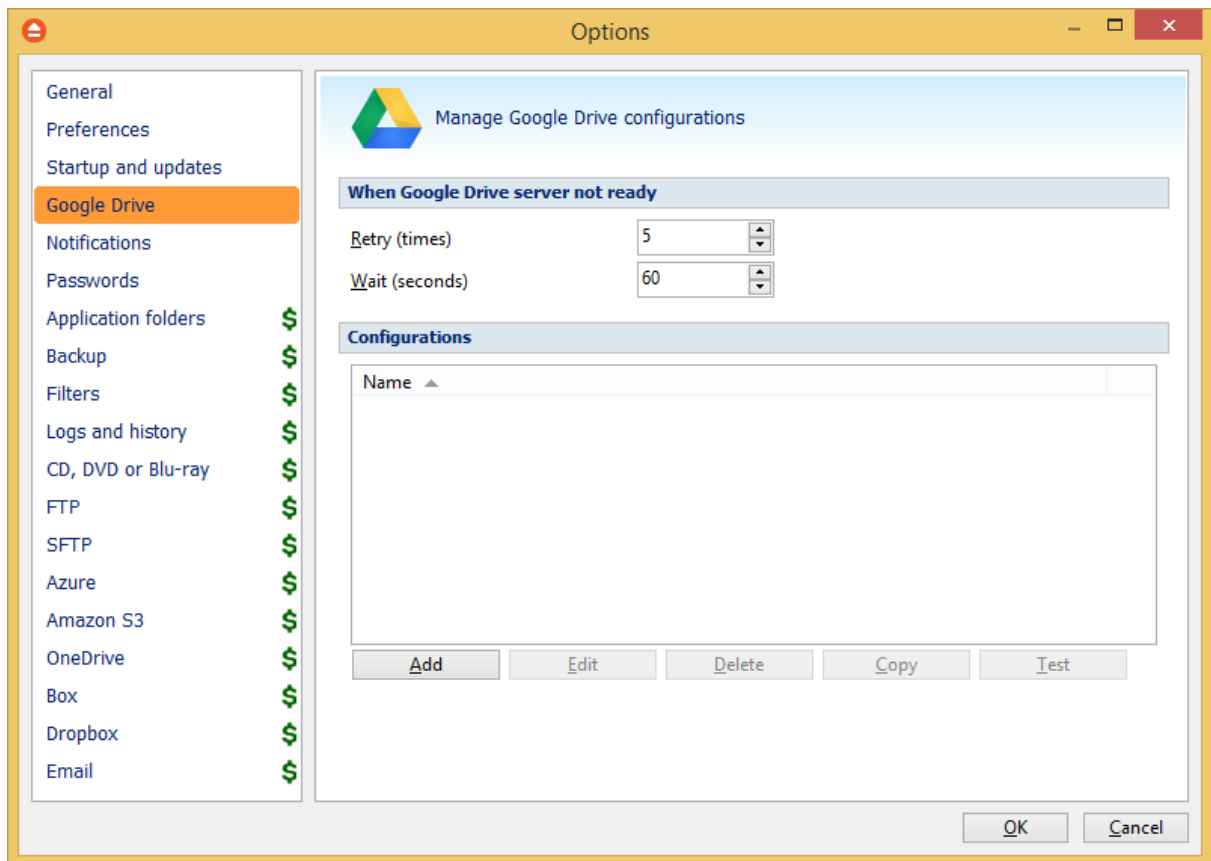 Options
General
Preferences
Startup and updates
Google Drive
Notifications
Passwords
Application folders $
Backup $
Filters $
Logs and history $
CD, DVD or Blu-ray $
FTP $
SFTP $
Azure $
Amazon S3 $
OneDrive $
Box $
Dropbox $
Email $
Manage Google Drive configurations
When Google Drive server not ready
Retry (times) 5
Wait (seconds) 60
Configurations
Name
Add Edit Delete Copy Test
OK Cancel